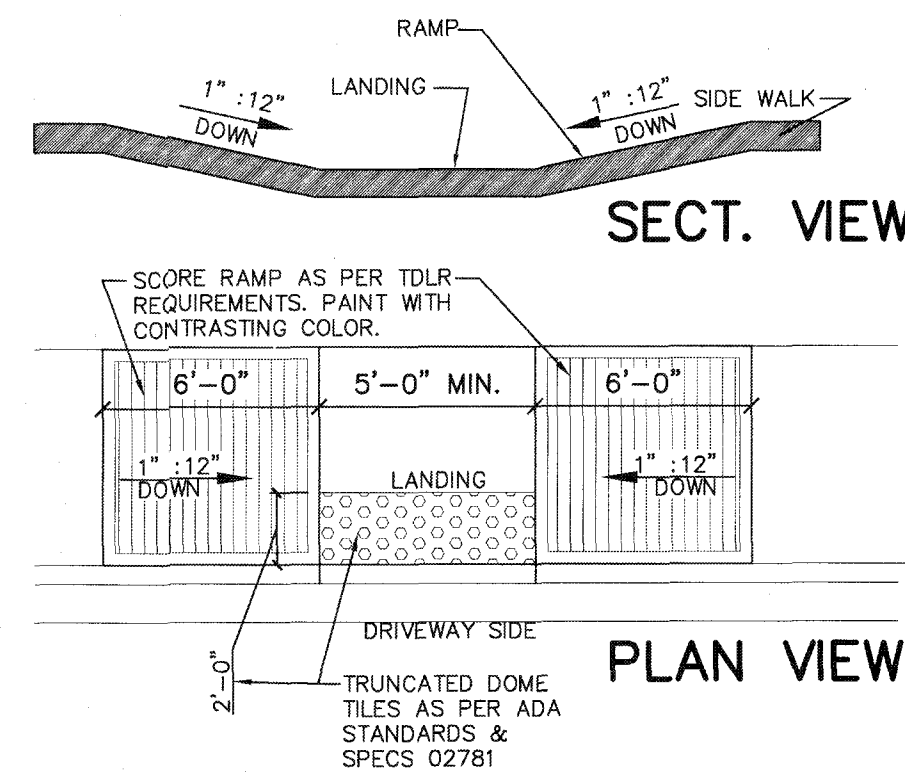 RAMP
LANDING
1" :12"
DOWN
1" :12"
DOWN
SIDE WALK
SECT. VIEW
SCORE RAMP AS PER TDLR
REQUIREMENTS. PAINT WITH
CONTRASTING COLOR.
6'-0"
5'-0" MIN.
6'-0"
1" :12"
DOWN
LANDING
1" :12"
DOWN
DRIVEWAY SIDE
PLAN VIEW
2'-0"
TRUNCATED DOME
TILES AS PER ADA
STANDARDS &
SPECS 02781